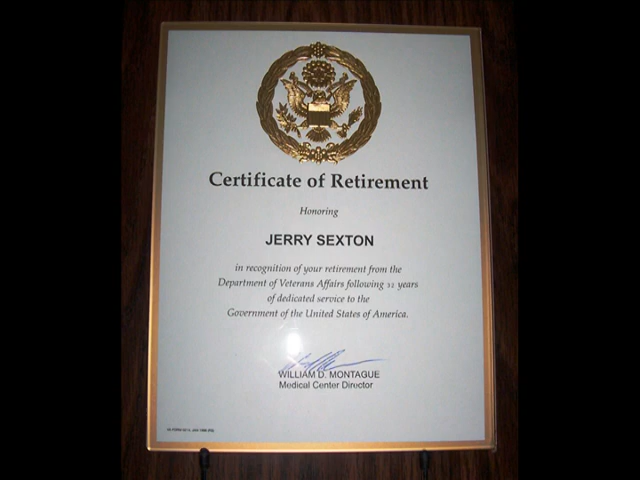 Certificate of Retirement
Honoring
JERRY SEXTON
in recognition of your retirement from the
Department of Veterans Affairs following years
of dedicated service to the
Government of the United States of America.
WILLIAM D. MONTAGUE
Medical Center Director